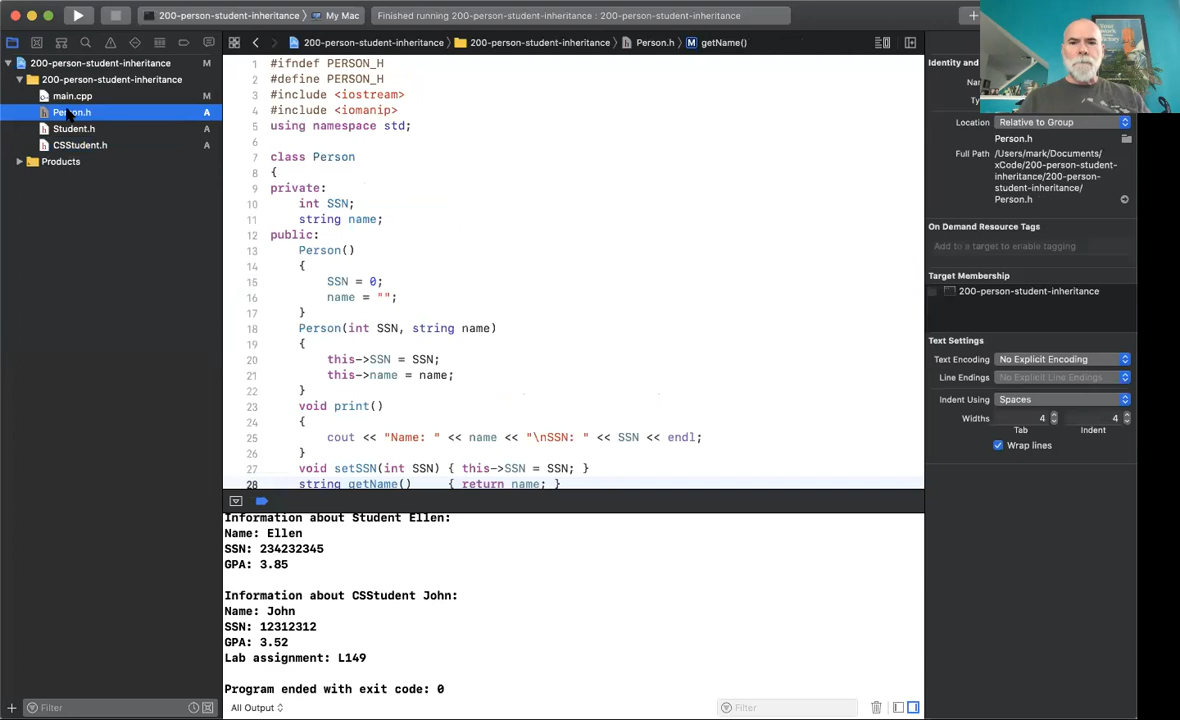 200-person-student-inheritance
My Mac
Finished running 200-person-student-inheritance : 200-person-student-inheritance
200-person-student-inheritance
200-person-student-inheritance
Person.h
M getName()
200-person-student-inheritance M
200-person-student-inheritance
main.cpp M
Person.h A
Student.h A
CSStudent.h A
Products
1 #ifndef PERSON_H
2 #define PERSON_H
3 #include <iostream>
4 #include <iomanip>
5 using namespace std;
6
7 class Person
8 {
9 private:
10 int SSN;
11 string name;
12 public:
13 Person()
14 {
15 SSN = 0;
16 name = "";
17 }
18 Person(int SSN, string name)
19 {
20 this->SSN = SSN;
21 this->name = name;
22 }
23 void print()
24 {
25 cout << "Name: " << name << "\nSSN: " << SSN << endl;
26 }
27 void setSSN(int SSN) { this->SSN = SSN; }
28 string getName() { return name; }
Information about Student Ellen:
Name: Ellen
SSN: 234232345
GPA: 3.85
Information about CSStudent John:
Name: John
SSN: 12312312
GPA: 3.52
Lab assignment: L149
Program ended with exit code: 0
Filter
All Output
Filter
Identity and
Location Relative to Group
Person.h
Full Path /Users/mark/Documents/
xCode/200-person-student-
inheritance/200-person-
student-inheritance/
Person.h
On Demand Resource Tags
Add to a target to enable tagging
Target Membership
200-person-student-inheritance
Text Settings
Text Encoding No Explicit Encoding
Line Endings No Explicit Line Endings
Indent Using Spaces
Widths 4 4
Tab Indent
Wrap lines